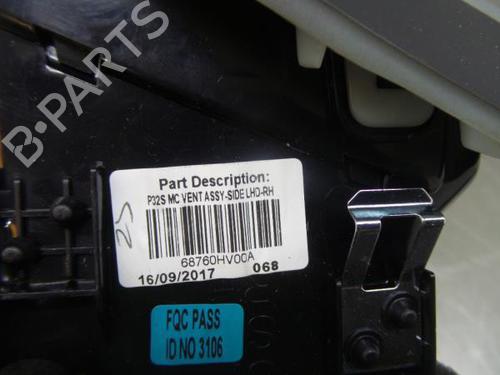 B-PARTS
Part Description:
P32S MC VENT ASSY-SIDE LHD-RH
68760HV00A
16/09/2017 068
25
FQC PASS
ID NO 3106